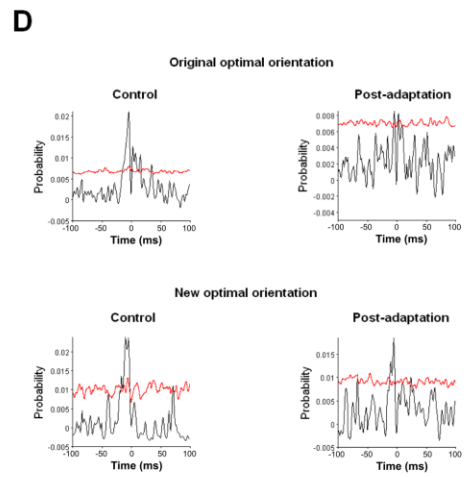 D
Original optimal orientation
Control
Post-adaptation
Probability
0.02
0.015
0.01
0.005
0
-0.005
-100 -50 0 50 100
Time (ms)
Probability
0.008
0.006
0.004
0.002
0
-0.002
-0.004
-100 -50 0 50 100
Time (ms)
New optimal orientation
Control
Post-adaptation
Probability
0.02
0.015
0.01
0.005
0
-0.005
-100 -50 0 50 100
Time (ms)
Probability
0.015
0.01
0.005
0
-0.005
-100 -50 0 50 100
Time (ms)